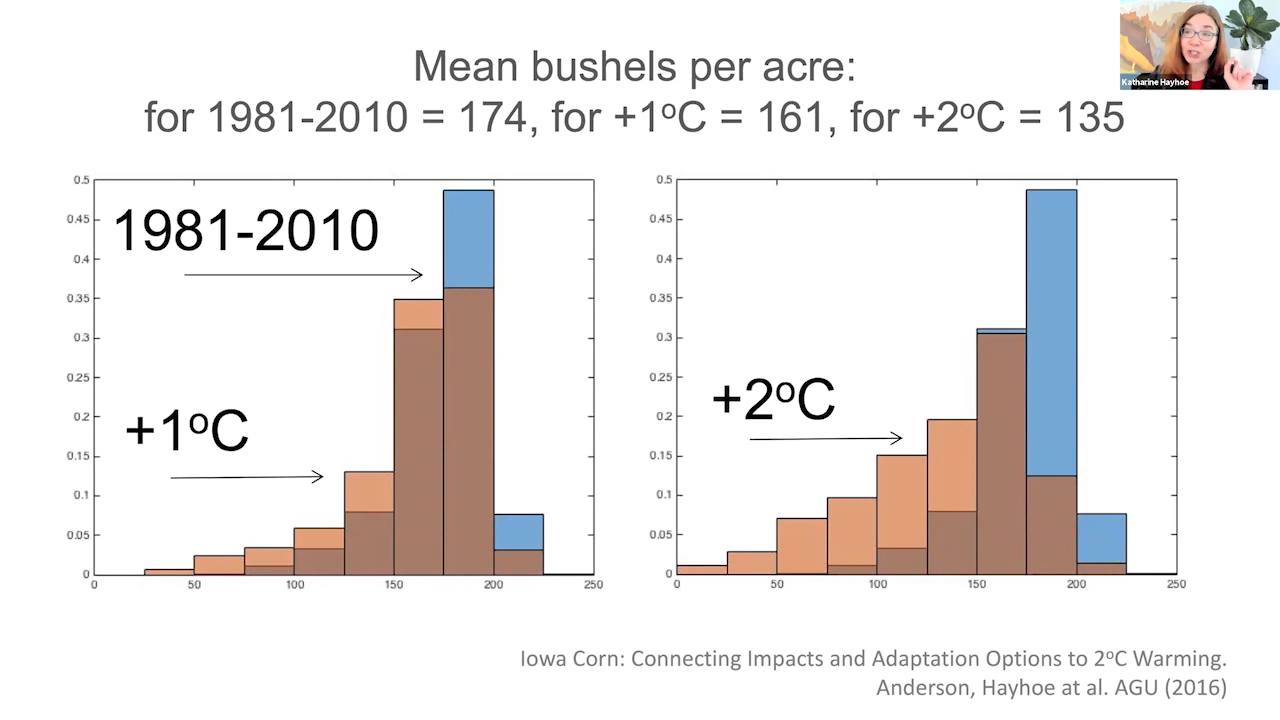 Katharine Hayhoe
Mean bushels per acre:
for 1981-2010 = 174, for +1ºC = 161, for +2ºC = 135
0.5
0.45
0.4
0.35
0.3
0.25
0.2
0.15
0.1
0.05
0
0 50 100 150 200 250
1981-2010
+1ºC
0.5
0.45
0.4
0.35
0.3
0.25
0.2
0.15
0.1
0.05
0
0 50 100 150 200 250
+2ºC
Iowa Corn: Connecting Impacts and Adaptation Options to 2ºC Warming.
Anderson, Hayhoe at al. AGU (2016)